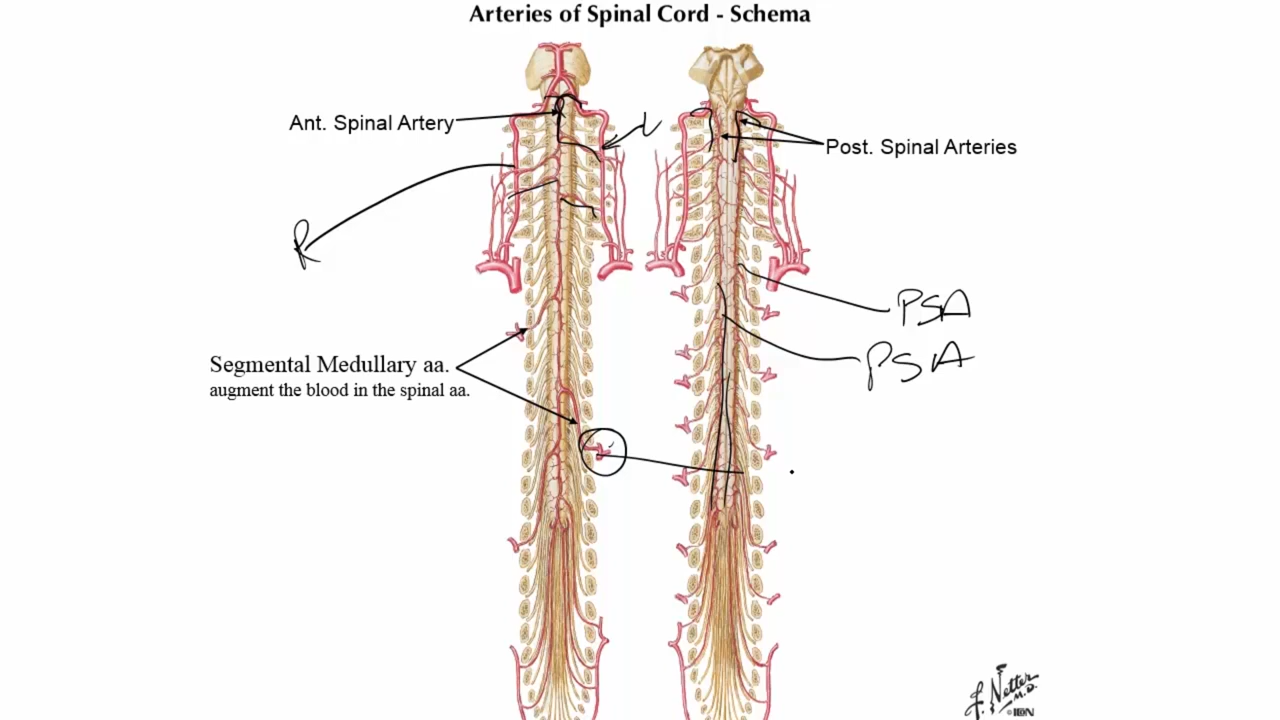 Arteries of Spinal Cord - Schema
Ant. Spinal Artery
L
Post. Spinal Arteries
R
PSA
PSA
Segmental Medullary aa.
augment the blood in the spinal aa.
F. Netter
M.D.